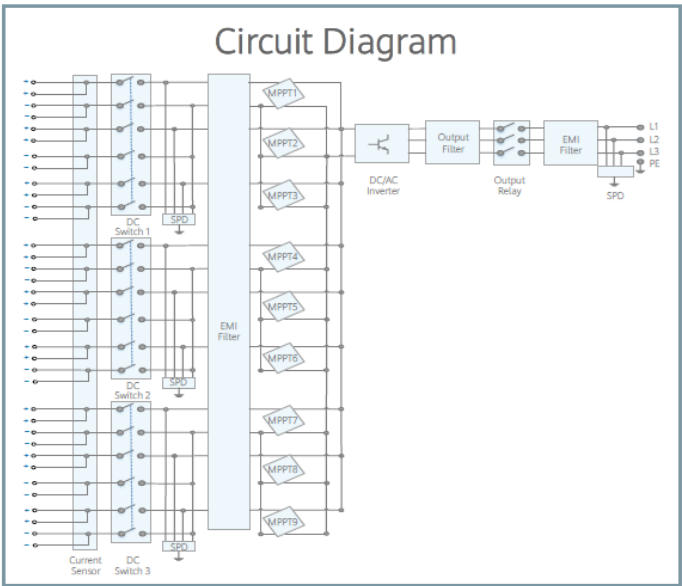 Circuit Diagram
MPPT1
MPPT2
MPPT3
MPPT4
MPPT5
MPPT6
MPPT7
MPPT8
MPPT9
SPD
DC
Switch 1
SPD
DC
Switch 2
SPD
DC
Switch 3
Current
Sensor
EMI
Filter
DC/AC
Inverter
Output
Filter
Output
Relay
EMI
Filter
L1
L2
L3
PE
SPD